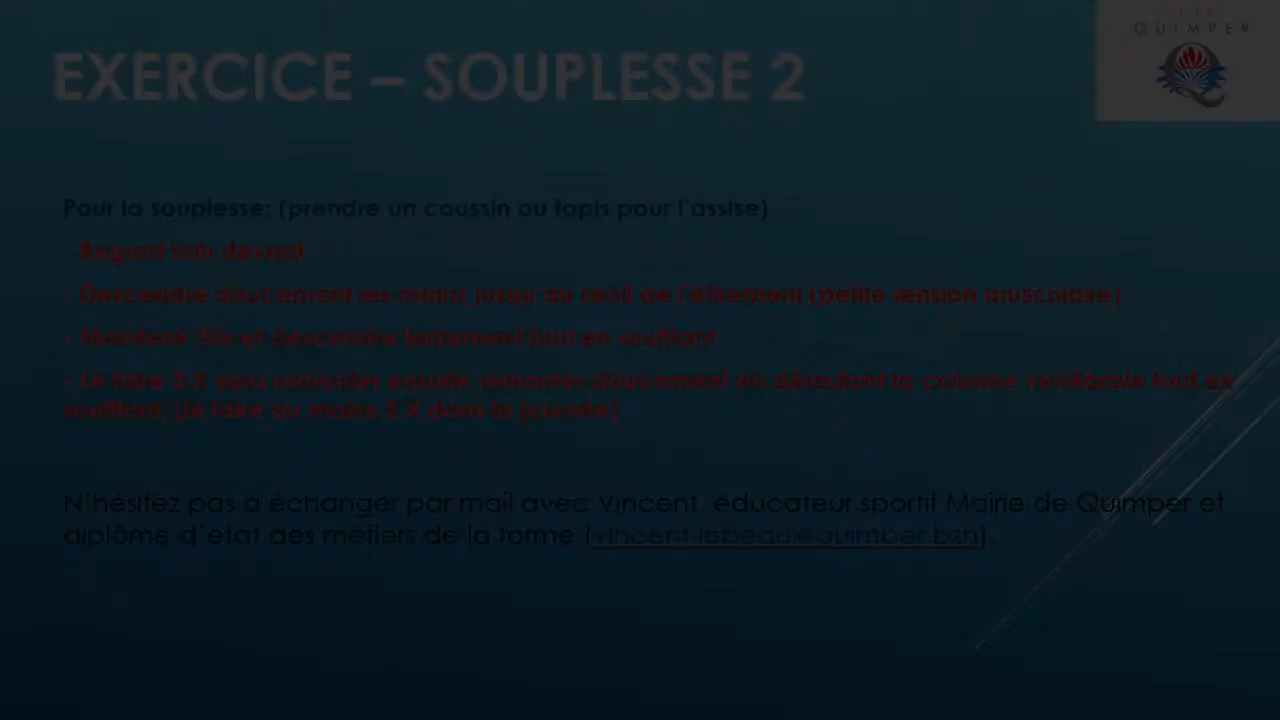 QUIMPER
EXERCICE – SOUPLESSE 2
Pour la souplesse: (prendre un coussin ou tapis pour l'assise)
- Regard loin devant
- Descendre doucement les mains jusqu'au seuil de l'étirement (petite tension musculaire)
- Maintenir 30s et descendre lentement tout en soufflant
- Le faire 3 X sans remonter ensuite remonter doucement en déroulant la colonne vertébrale tout en
soufflant. (Le faire au moins 3 X dans la journée)
N'hésitez pas a échanger par mail avec Vincent, éducateur sportif Mairie de Quimper et
diplôme d'etat des métiers de la forme (vincent.lebeau@quimper.bzh).